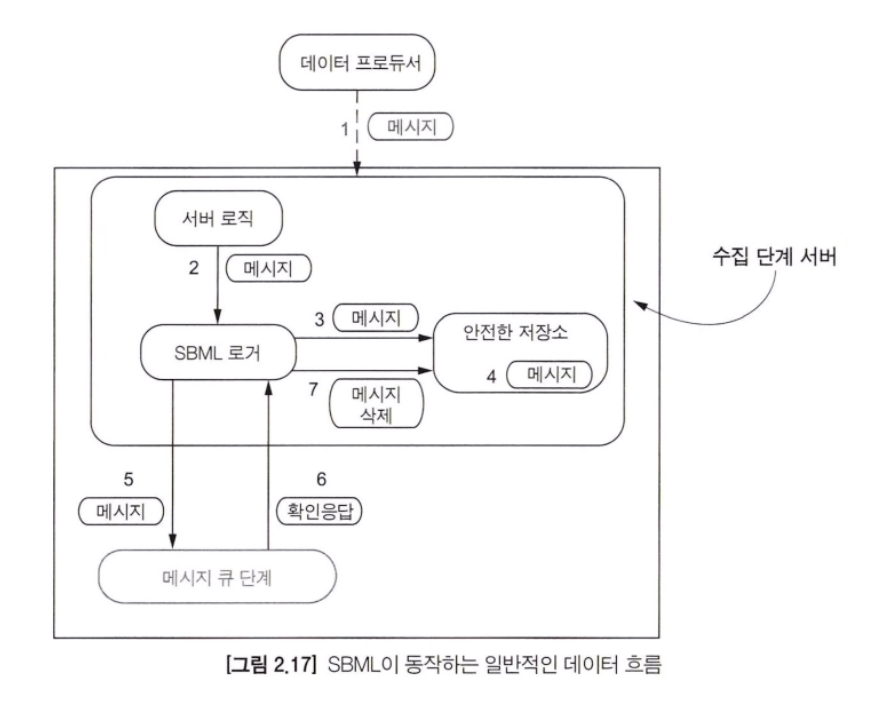 데이터 프로듀서
1 메시지
서버 로직
2 메시지
수집 단계 서버
3 메시지
안전한 저장소
SBML 로거
4 메시지
7 메시지
삭제
5
6
메시지
확인응답
메시지 큐 단계
[그림 2.17] SBML이 동작하는 일반적인 데이터 흐름